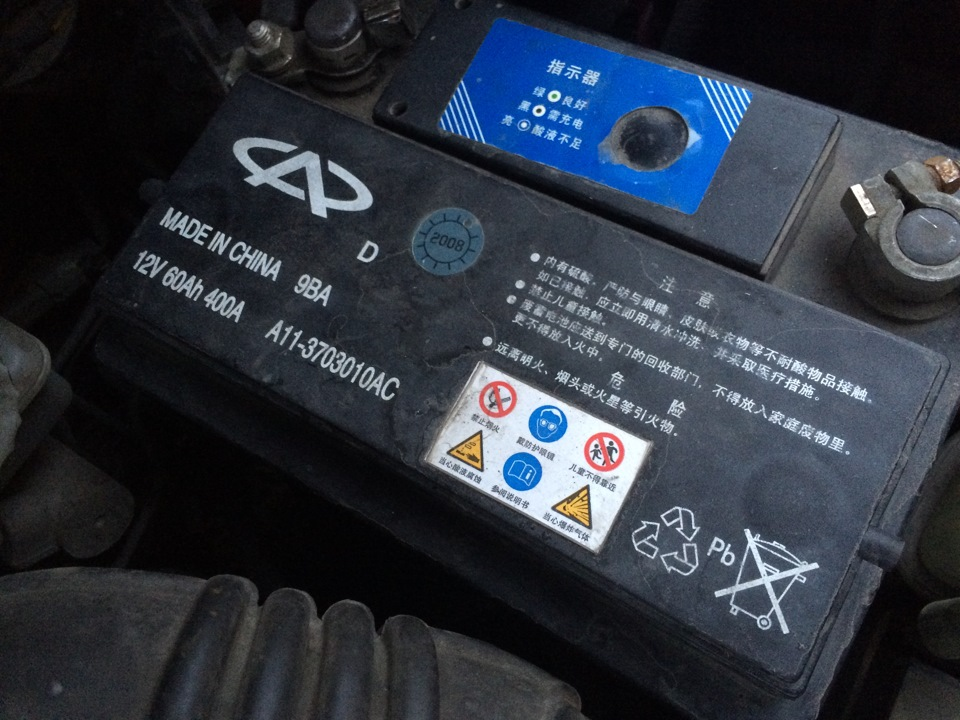 指示器
绿 良好
黑 需充电
亮 酸液不足
MADE IN CHINA 9BA
D
2008
12V 60Ah 400A
A11-3703010AC
注意
内有硫酸，严防与眼睛、皮肤或衣物等不耐酸物品接触。
如已接触，应立即用清水冲洗，并采取医疗措施。
禁止儿童接触。
废蓄电池应送到专门的回收部门，不得放入家庭废物里。
更不得放入火中。
危险
远离明火、烟头或火星等引火物。
禁止烟火
戴防护眼镜
儿童不得靠近
当心酸液腐蚀
参阅说明书
当心爆炸气体
Pb